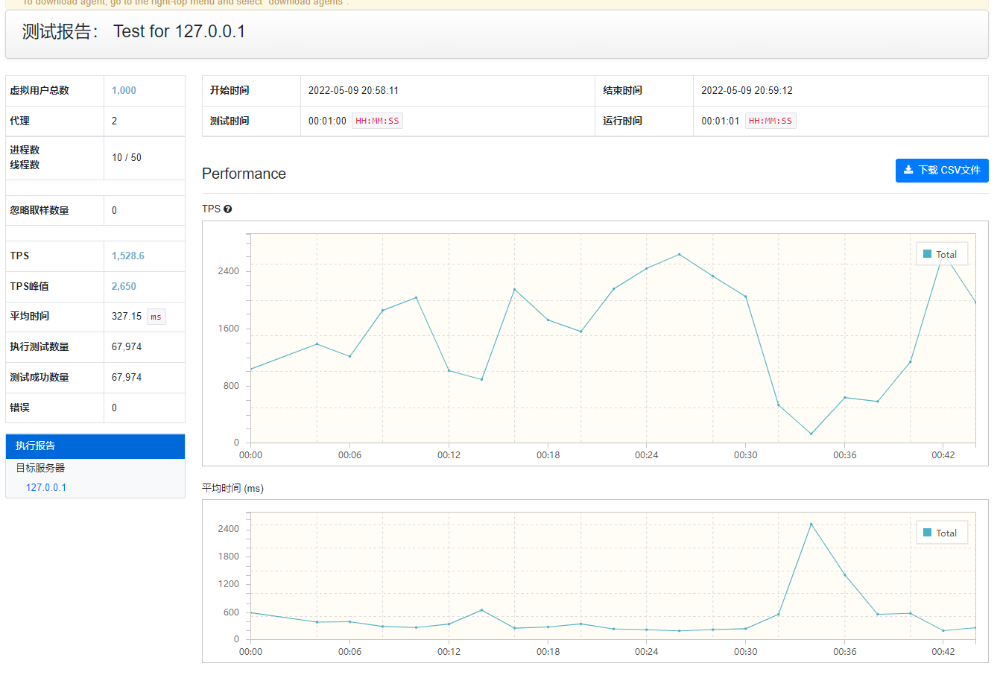 To download agent, go to the right-top menu and select "download agents".
测试报告： Test for 127.0.0.1
虚拟用户总数 1,000
代理 2
进程数
线程数
10 / 50
忽略取样数量 0
TPS 1,528.6
TPS峰值 2,650
平均时间 327.15 ms
执行测试数量 67,974
测试成功数量 67,974
错误 0
执行报告
目标服务器
127.0.0.1
开始时间 2022-05-09 20:58:11 结束时间 2022-05-09 20:59:12
测试时间 00:01:00 HH:MM:SS 运行时间 00:01:01 HH:MM:SS
Performance
下载 CSV文件
TPS
Total
2400
1600
800
0
00:00 00:06 00:12 00:18 00:24 00:30 00:36 00:42
平均时间 (ms)
Total
2400
1800
1200
600
0
00:00 00:06 00:12 00:18 00:24 00:30 00:36 00:42